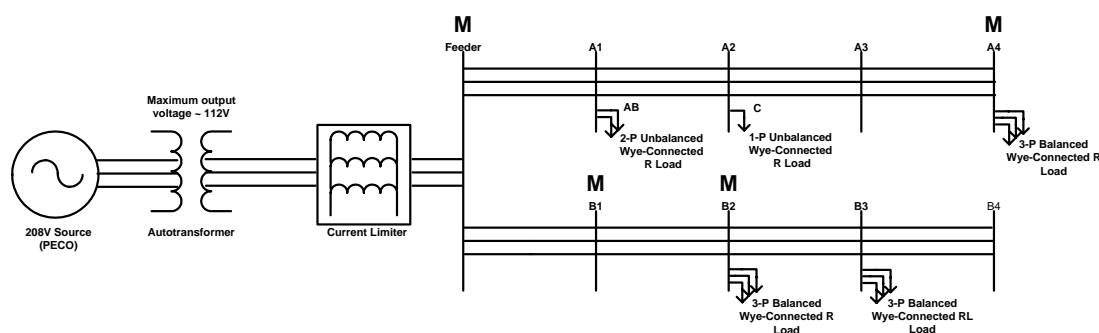 M
M
Feeder
A1
A2
A3
A4
Maximum output
voltage ~ 112V
AB
C
2-P Unbalanced
Wye-Connected
R Load
1-P Unbalanced
Wye-Connected
R Load
3-P Balanced
Wye-Connected R
Load
M
M
B1
B2
B3
B4
208V Source
(PECO)
Autotransformer
Current Limiter
3-P Balanced
Wye-Connected R
Load
3-P Balanced
Wye-Connected RL
Load